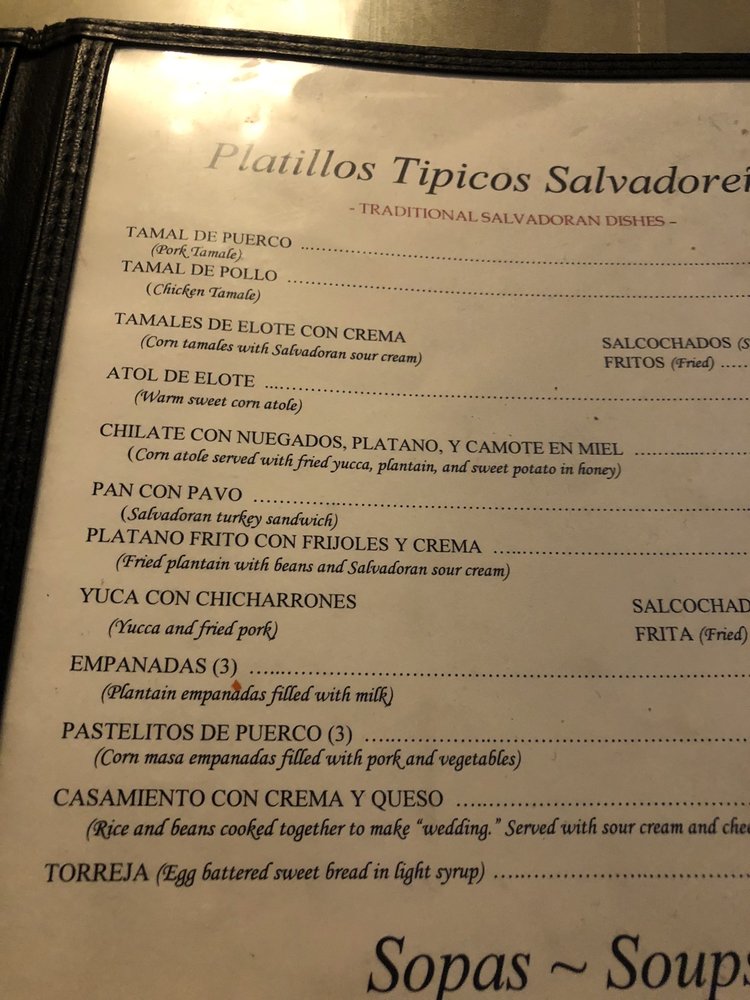 Platillos Tipicos Salvadoreñ
- TRADITIONAL SALVADORAN DISHES -
TAMAL DE PUERCO
(Pork Tamale)
TAMAL DE POLLO
(Chicken Tamale)
TAMALES DE ELOTE CON CREMA
(Corn tamales with Salvadoran sour cream)
SALCOCHADOS (S
FRITOS (Fried)
ATOL DE ELOTE
(Warm sweet corn atole)
CHILATE CON NUEGADOS, PLATANO, Y CAMOTE EN MIEL
(Corn atole served with fried yucca, plantain, and sweet potato in honey)
PAN CON PAVO
(Salvadoran turkey sandwich)
PLATANO FRITO CON FRIJOLES Y CREMA
(Fried plantain with beans and Salvadoran sour cream)
YUCA CON CHICHARRONES
(Yucca and fried pork)
SALCOCHAD
FRITA (Fried)
EMPANADAS (3)
(Plantain empanadas filled with milk)
PASTELITOS DE PUERCO (3)
(Corn masa empanadas filled with pork and vegetables)
CASAMIENTO CON CREMA Y QUESO
(Rice and beans cooked together to make “wedding.” Served with sour cream and chee
TORREJA (Egg battered sweet bread in light syrup)
Sopas ~ Soups